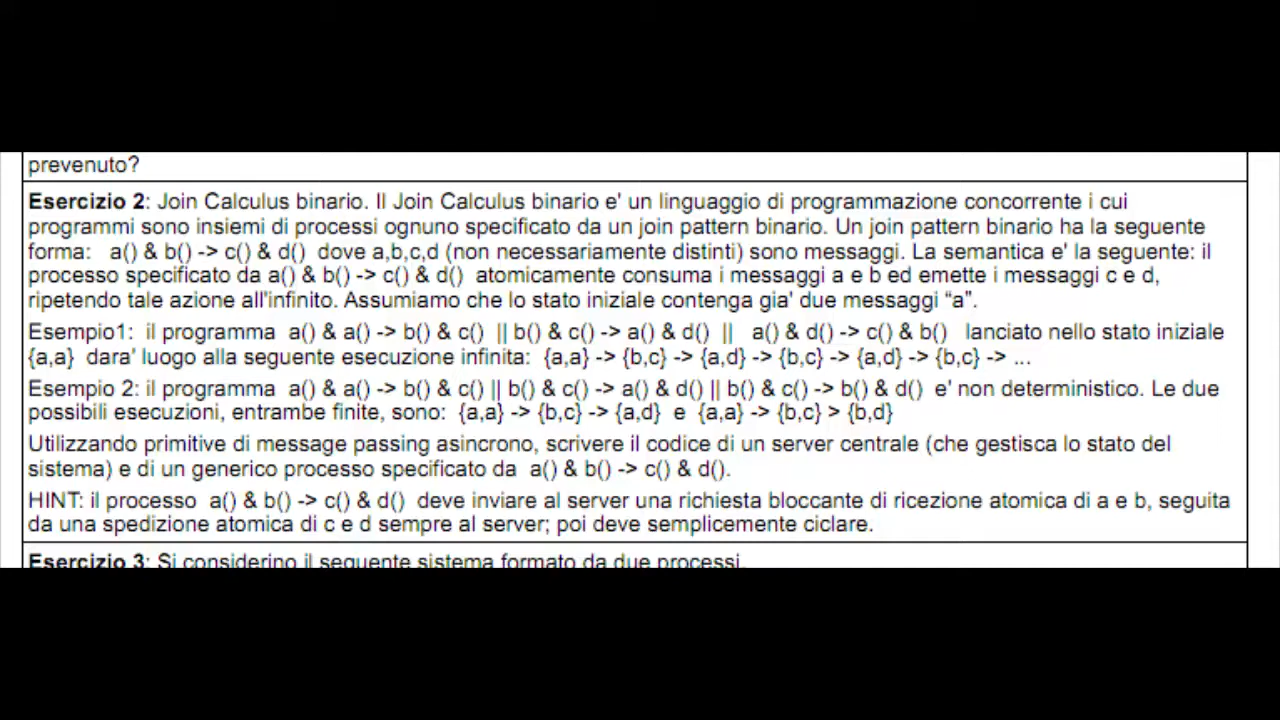 prevenuto?
Esercizio 2: Join Calculus binario. Il Join Calculus binario e' un linguaggio di programmazione concorrente i cui
programmi sono insiemi di processi ognuno specificato da un join pattern binario. Un join pattern binario ha la seguente
forma: a() & b() -> c() & d() dove a,b,c,d (non necessariamente distinti) sono messaggi. La semantica e' la seguente: il
processo specificato da a() & b() -> c() & d() atomicamente consuma i messaggi a e b ed emette i messaggi c e d,
ripetendo tale azione all'infinito. Assumiamo che lo stato iniziale contenga gia' due messaggi “a”.
Esempio1: il programma a() & a() -> b() & c() || b() & c() -> a() & d() || a() & d() -> c() & b() lanciato nello stato iniziale
{a,a} dara' luogo alla seguente esecuzione infinita: {a,a} -> {b,c} -> {a,d} -> {b,c} -> {a,d} -> {b,c} -> ...
Esempio 2: il programma a() & a() -> b() & c() || b() & c() -> a() & d() || b() & c() -> b() & d() e' non deterministico. Le due
possibili esecuzioni, entrambe finite, sono: {a,a} -> {b,c} -> {a,d} e {a,a} -> {b,c} > {b,d}
Utilizzando primitive di message passing asincrono, scrivere il codice di un server centrale (che gestisca lo stato del
sistema) e di un generico processo specificato da a() & b() -> c() & d().
HINT: il processo a() & b() -> c() & d() deve inviare al server una richiesta bloccante di ricezione atomica di a e b, seguita
da una spedizione atomica di c e d sempre al server; poi deve semplicemente ciclare.
Esercizio 3: Si considerino il seguente sistema formato da due processi.